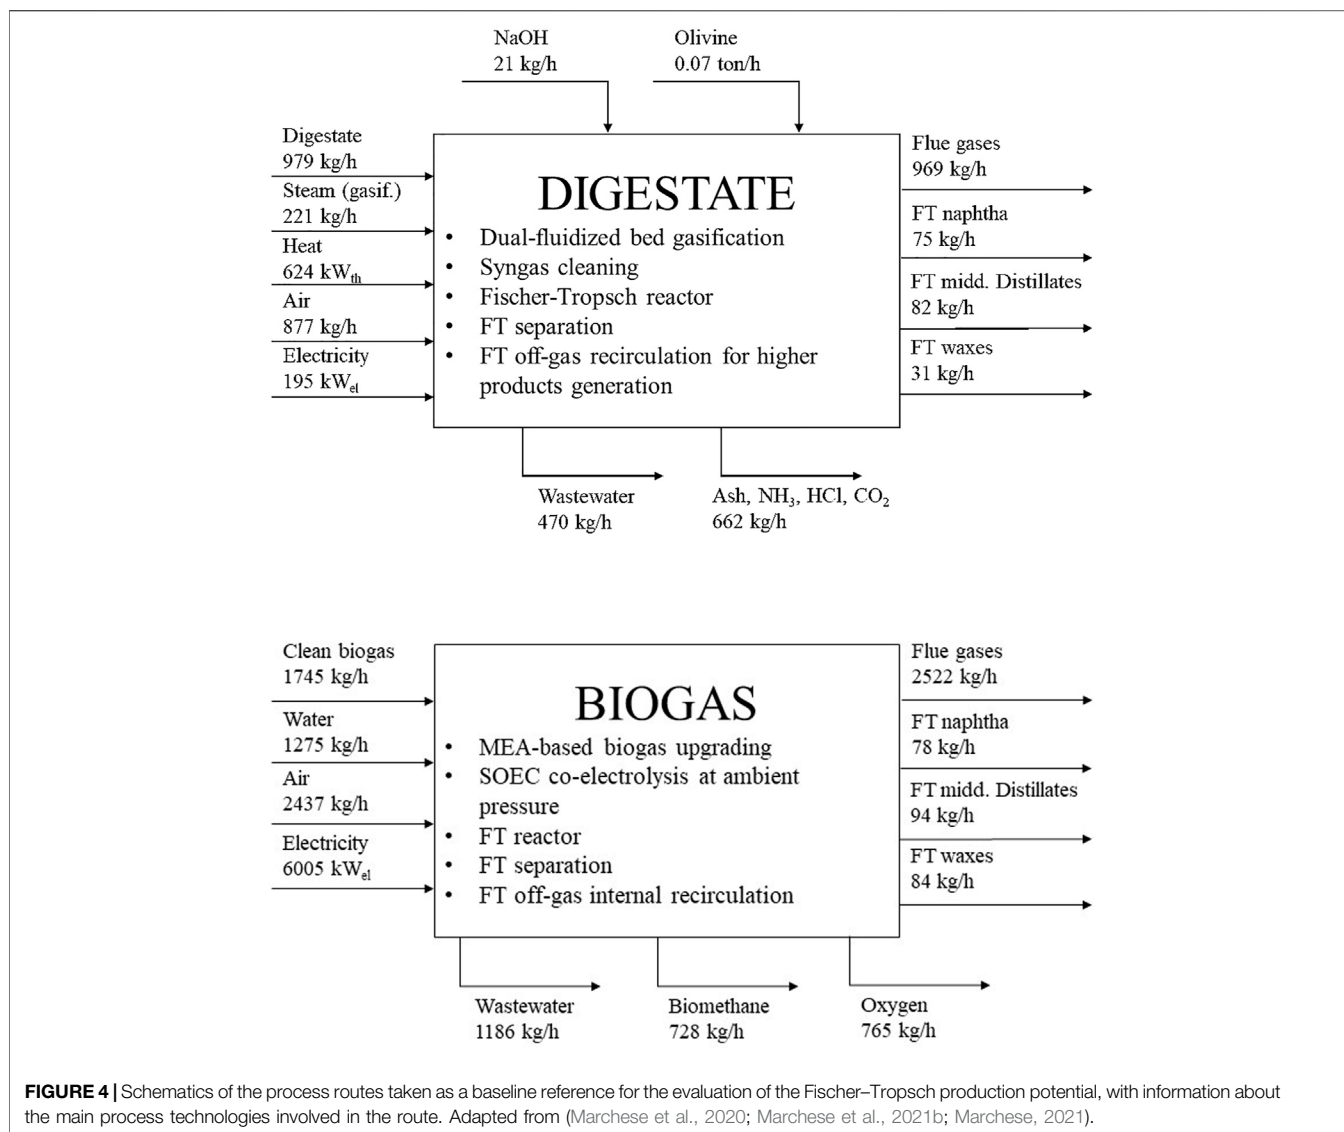 NaOH
21 kg/h
Olivine
0.07 ton/h
Digestate
979 kg/h
Steam (gasif.)
221 kg/h
Heat
624 kWth
Air
877 kg/h
Electricity
195 kWel
DIGESTATE
• Dual-fluidized bed gasification
• Syngas cleaning
• Fischer-Tropsch reactor
• FT separation
• FT off-gas recirculation for higher
products generation
Flue gases
969 kg/h
FT naphtha
75 kg/h
FT midd. Distillates
82 kg/h
FT waxes
31 kg/h
Wastewater
470 kg/h
Ash, NH3, HCl, CO2
662 kg/h
Clean biogas
1745 kg/h
Water
1275 kg/h
Air
2437 kg/h
Electricity
6005 kWel
BIOGAS
• MEA-based biogas upgrading
• SOEC co-electrolysis at ambient
pressure
• FT reactor
• FT separation
• FT off-gas internal recirculation
Flue gases
2522 kg/h
FT naphtha
78 kg/h
FT midd. Distillates
94 kg/h
FT waxes
84 kg/h
Wastewater
1186 kg/h
Biomethane
728 kg/h
Oxygen
765 kg/h
FIGURE 4 | Schematics of the process routes taken as a baseline reference for the evaluation of the Fischer–Tropsch production potential, with information about
the main process technologies involved in the route. Adapted from (Marchese et al., 2020; Marchese et al., 2021b; Marchese, 2021).